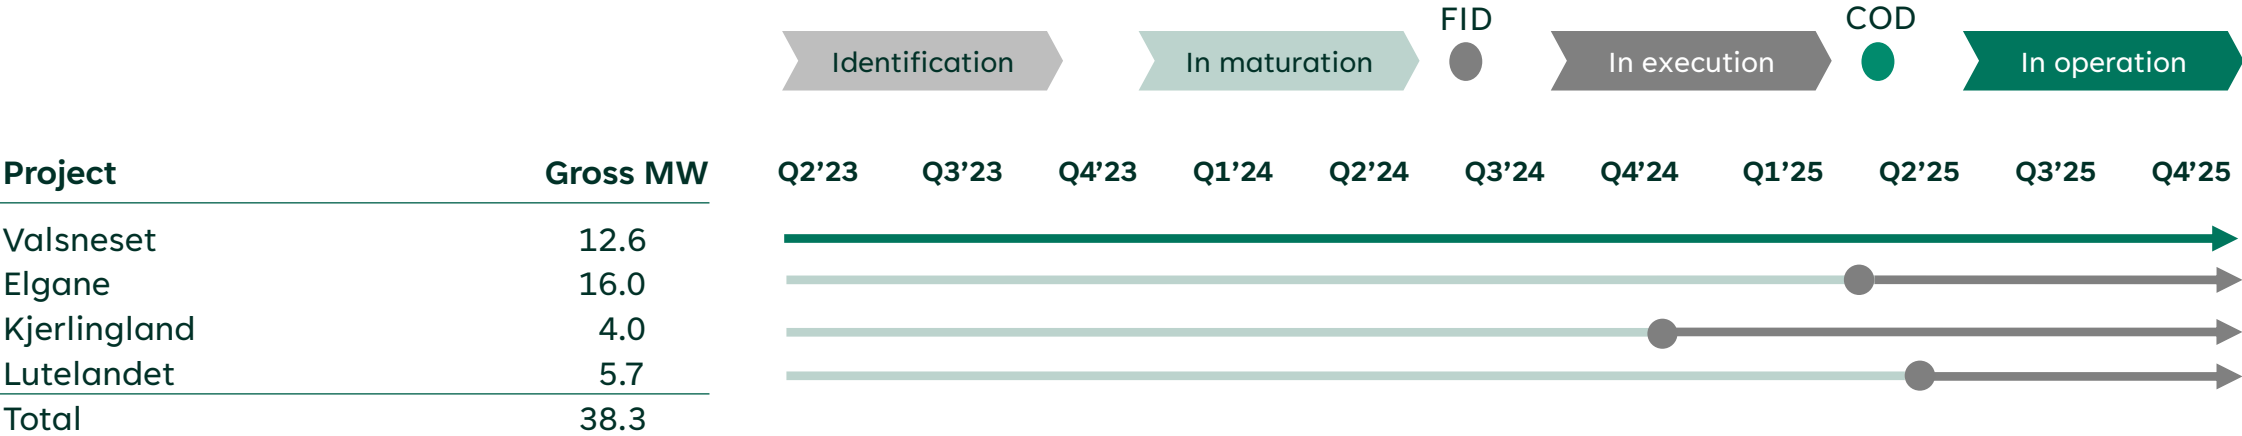 FID COD
Identification In maturation In execution In operation
Project Gross MW Q2’23 Q3’23 Q4’23 Q1’24 Q2’24 Q3’24 Q4’24 Q1’25 Q2’25 Q3’25 Q4’25
Valsneset 12.6
Elgane 16.0
Kjerlingland 4.0
Lutelandet 5.7
Total 38.3